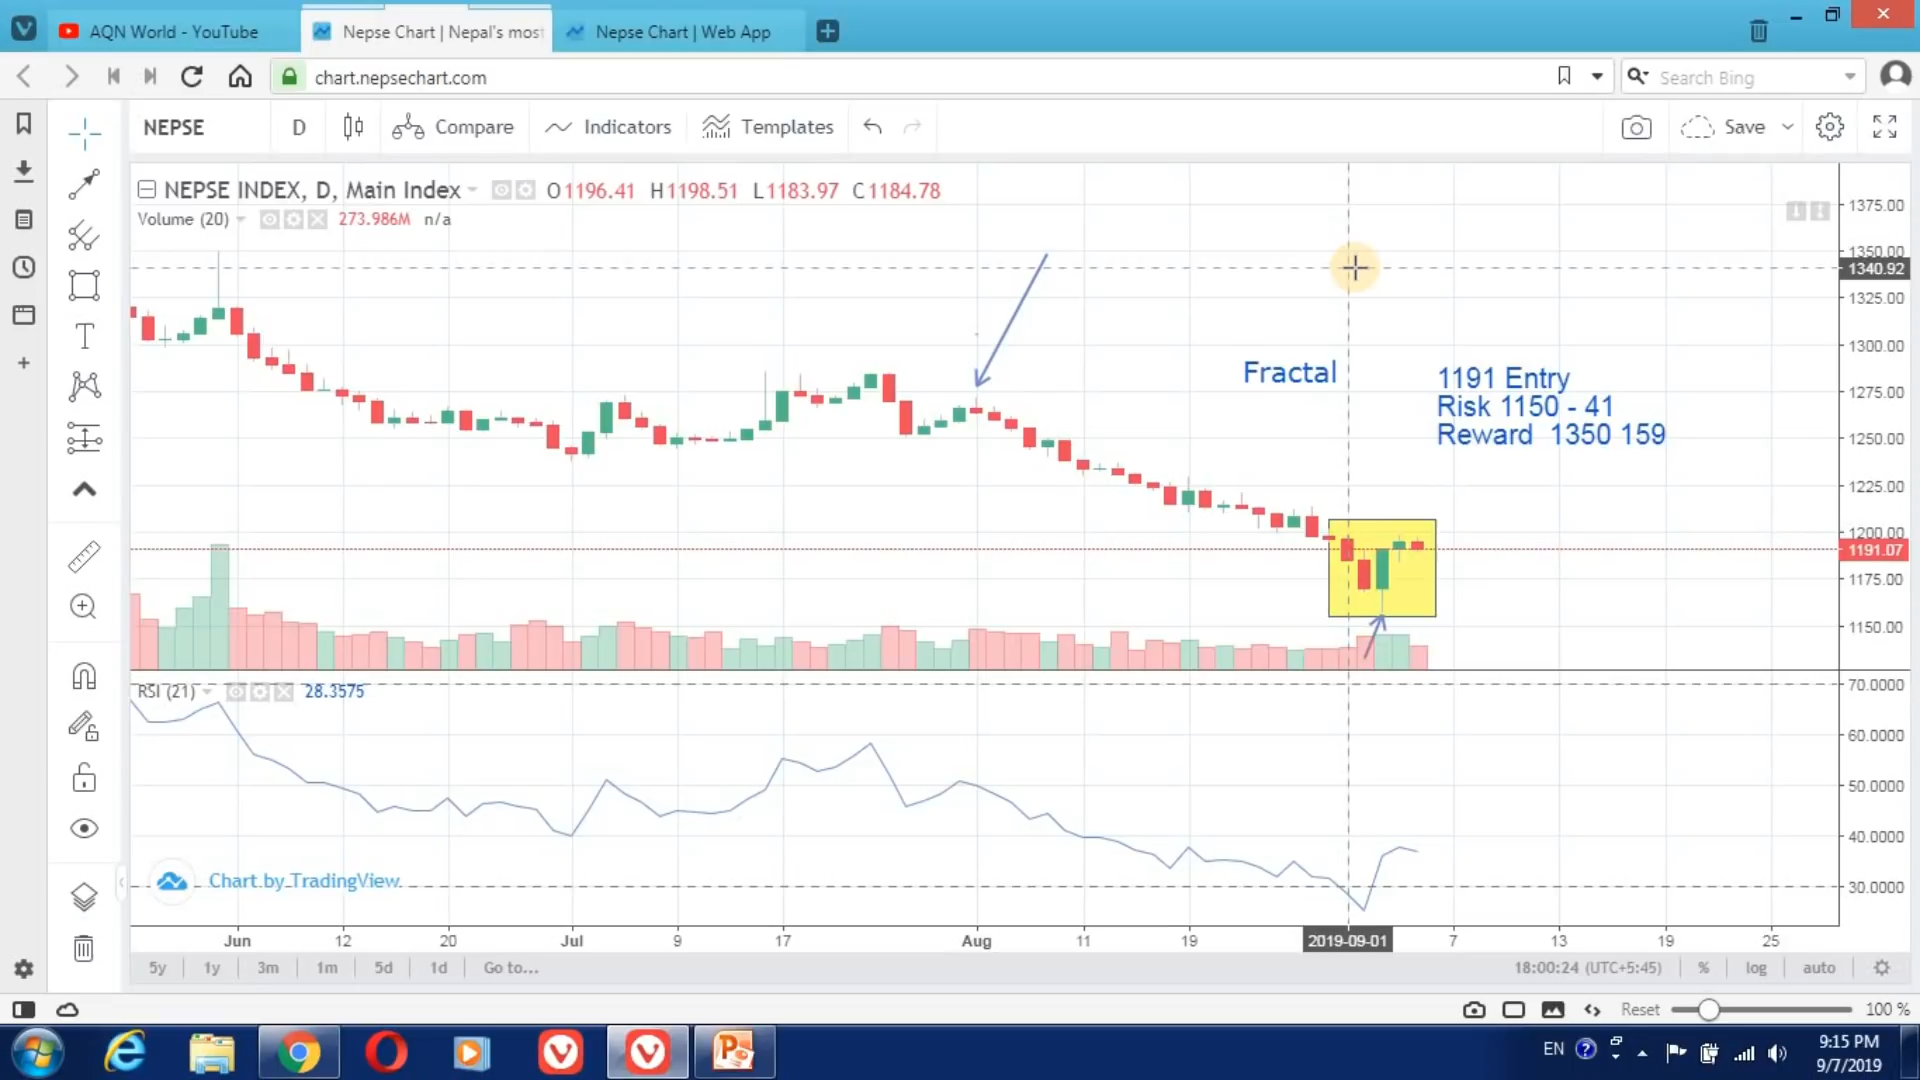 AQN World - YouTube
Nepse Chart | Nepal's most
Nepse Chart | Web App
chart.nepsechart.com
Search Bing
NEPSE
D
Compare
Indicators
Templates
Save
NEPSE INDEX, D, Main Index
O1196.41 H1198.51 L1183.97 C1184.78
Volume (20)
273.986M n/a
Fractal
1191 Entry
Risk 1150 - 41
Reward 1350 159
1375.00
1350.00
1340.92
1325.00
1300.00
1275.00
1250.00
1225.00
1200.00
1191.07
1175.00
1150.00
RSI (21)
28.3575
70.0000
60.0000
50.0000
40.0000
30.0000
Chart by TradingView
Jun 12 20 Jul 9 17 Aug 11 19 2019-09-01 7 13 19 25
5y 1y 3m 1m 5d 1d Go to...
18:00:24 (UTC+5:45) % log auto
Reset 100 %
EN
9:15 PM
9/7/2019